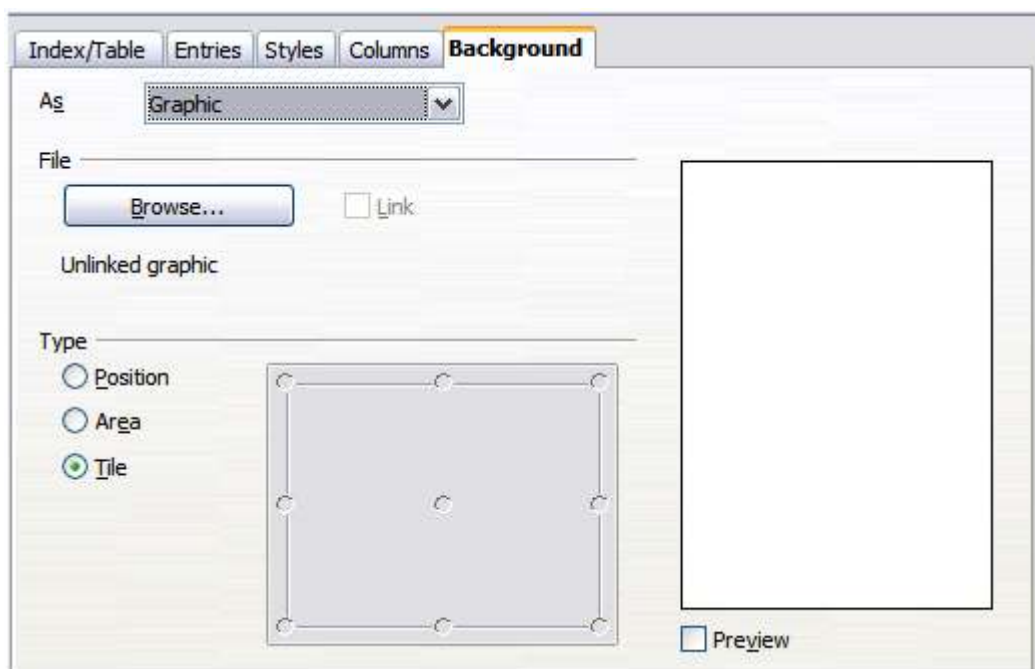 Index/Table Entries Styles Columns Background
As Graphic
File
Browse... Link
Unlinked graphic
Type
Position
Area
Tile
Preview